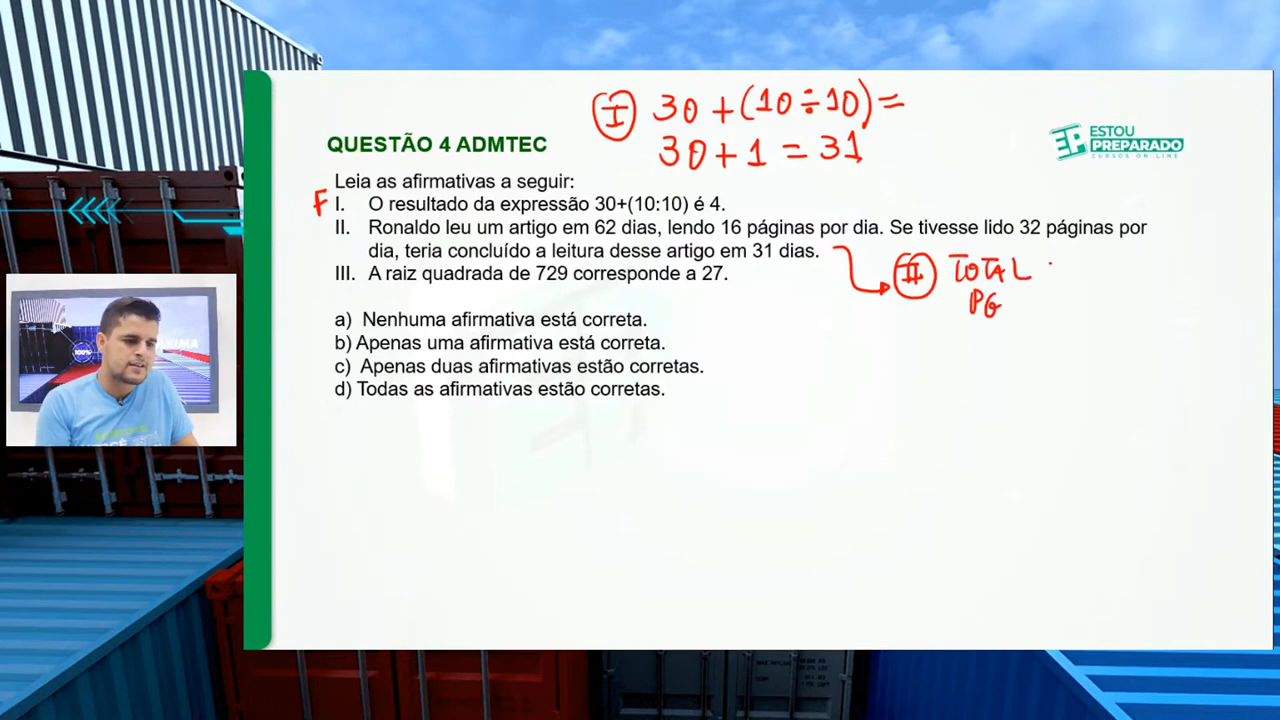 Ⓘ 30 + (10 ÷ 10) =
30 + 1 = 31
QUESTÃO 4 ADMTEC
ESTOU
PREPARADO
CURSOS ON-LINE
Leia as afirmativas a seguir:
F I. O resultado da expressão 30+(10:10) é 4.
II. Ronaldo leu um artigo em 62 dias, lendo 16 páginas por dia. Se tivesse lido 32 páginas por
dia, teria concluído a leitura desse artigo em 31 dias.
II TOTAL
PG
III. A raiz quadrada de 729 corresponde a 27.
a) Nenhuma afirmativa está correta.
b) Apenas uma afirmativa está correta.
c) Apenas duas afirmativas estão corretas.
d) Todas as afirmativas estão corretas.
100%